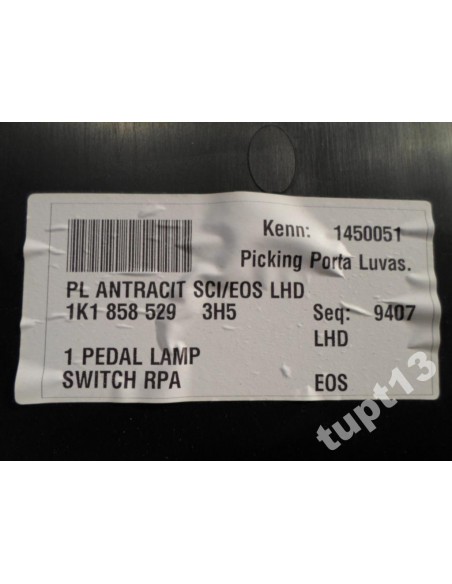 Kenn: 1450051
Picking Porta Luvas.
PL ANTRACIT SCI/EOS LHD
1K1 858 529 3H5 Seq: 9407
LHD
1 PEDAL LAMP
SWITCH RPA EOS
tupt13